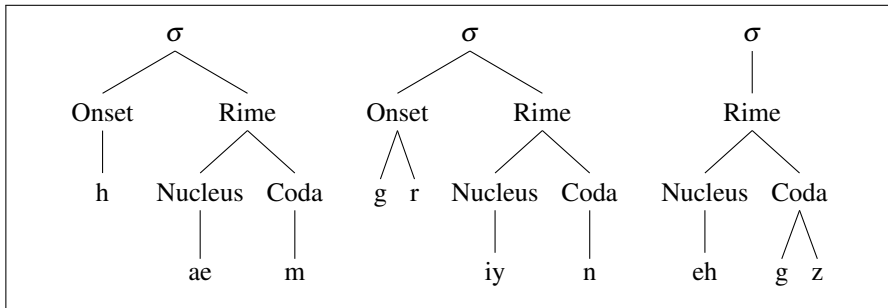 σ σ σ
Onset Rime Onset Rime Rime
h Nucleus Coda g r Nucleus Coda Nucleus Coda
ae m iy n eh g z